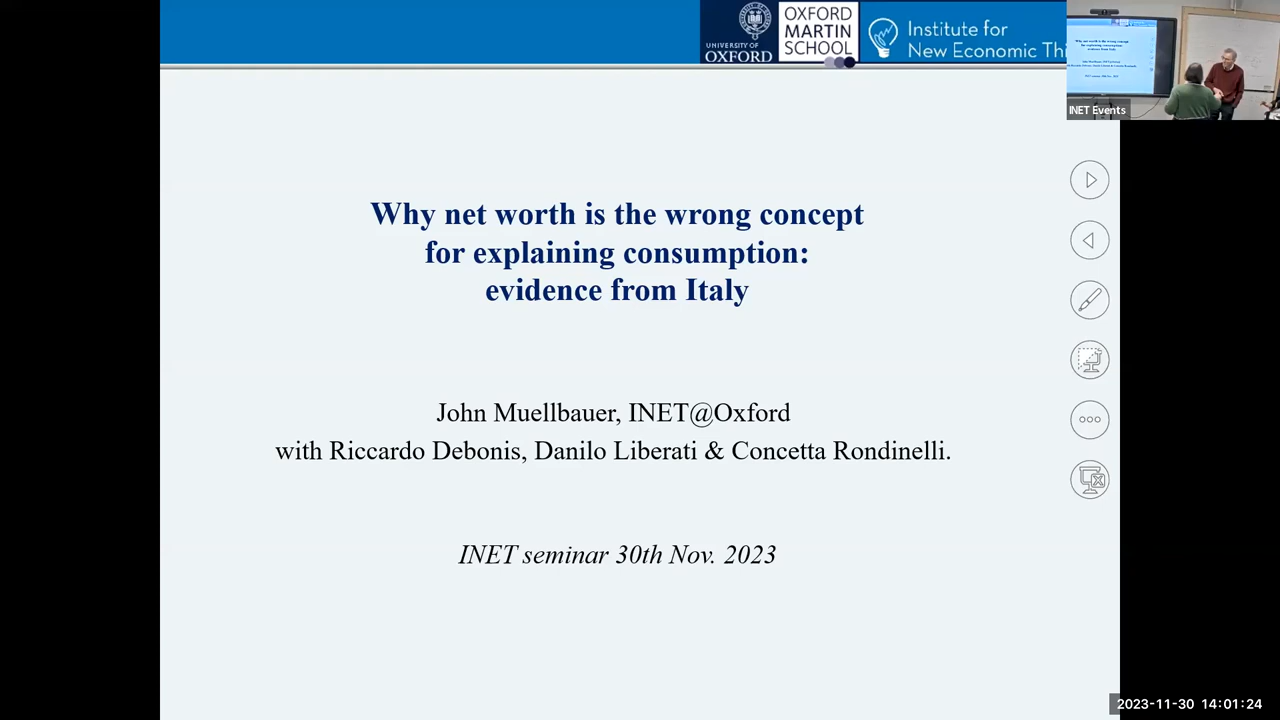 UNIVERSITY OF
OXFORD
OXFORD
MARTIN
SCHOOL
Institute for
New Economic Thi
INET Events
Why net worth is the wrong concept
for explaining consumption:
evidence from Italy
John Muellbauer, INET@Oxford
with Riccardo Debonis, Danilo Liberati & Concetta Rondinelli.
INET seminar 30th Nov. 2023
2023-11-30 14:01:24